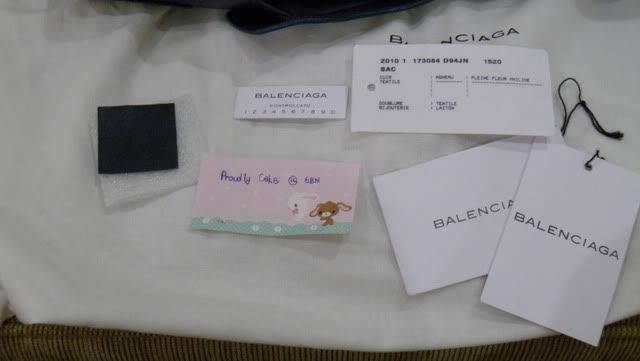 BALENCIAGA
2010 1 173084 D94JN 1520
SAC
CUIR : AGNEAU : PLEINE FLEUR ANILINE
TEXTILE
DOUBLURE : TEXTILE
BIJOUTERIE : LAITON
BALENCIAGA
CONTROLLATO
1 2 3 4 5 6 7 8 9 0
Proudly Cake @ SBN
BALENCIAGA
BALENCIAGA